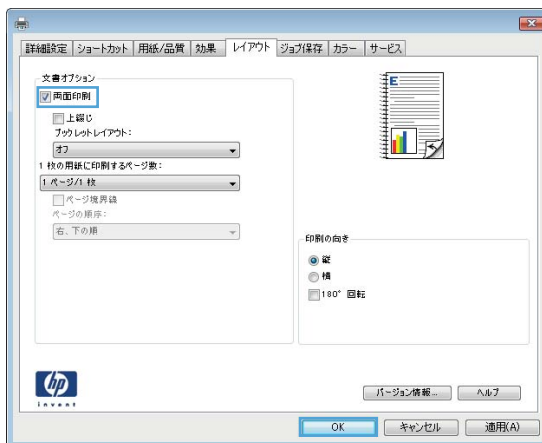 詳細設定 ショートカット 用紙/品質 効果 レイアウト ジョブ保存 カラー サービス
文書オプション
両面印刷
上綴じ
ブックレットレイアウト:
オフ
1 枚の用紙に印刷するページ数:
1 ページ/1 枚
ページ境界線
ページの順序:
右、下の順
E
印刷の向き
縦
横
180° 回転
hp
invent
バージョン情報... ヘルプ
OK キャンセル 適用(A)